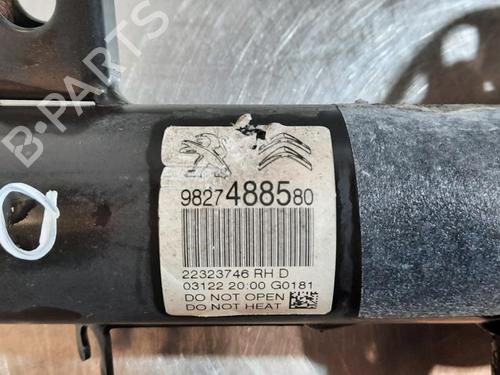 B-PARTS
9827488580
22323746 RH D
03122 20:00 G0181
DO NOT OPEN
DO NOT HEAT